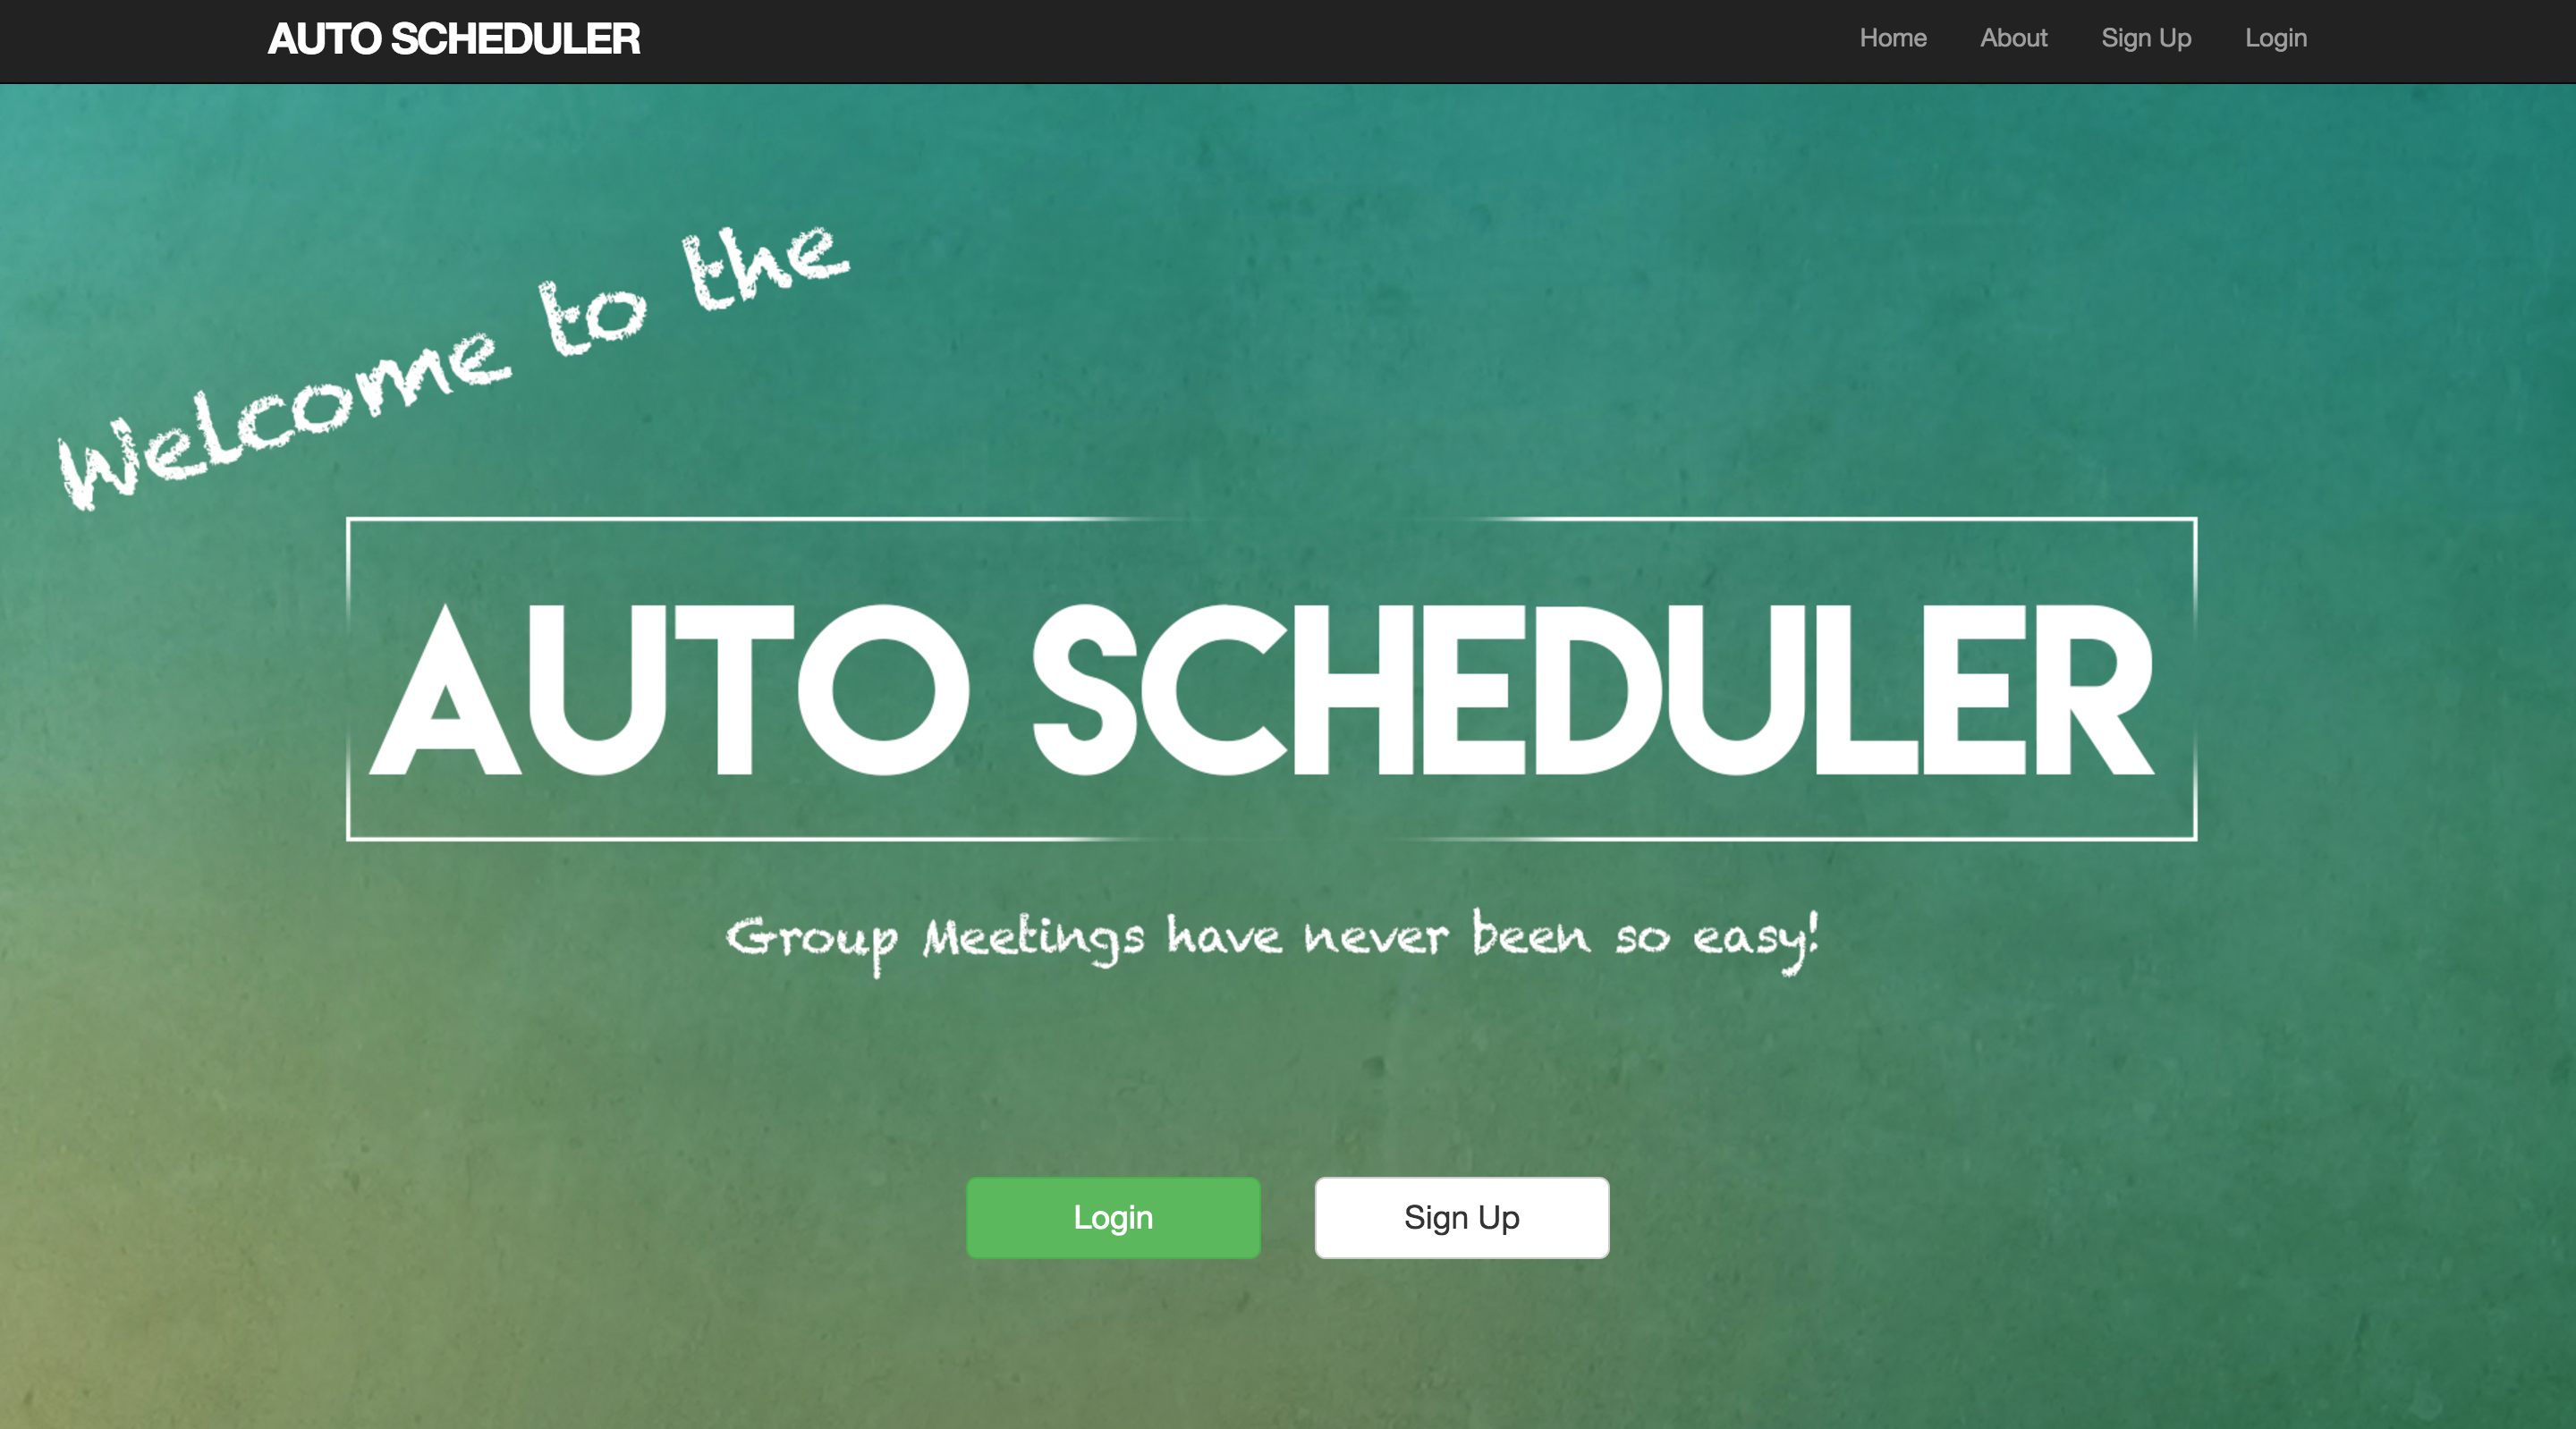 AUTO SCHEDULER
Home About Sign Up Login
Welcome to the
AUTO SCHEDULER
Group Meetings have never been so easy!
Login
Sign Up